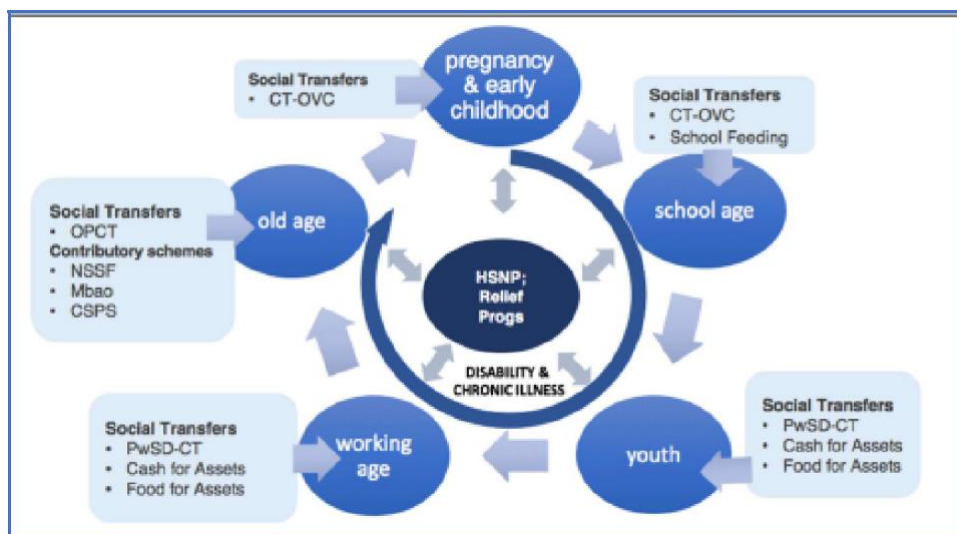 pregnancy
& early
childhood
Social Transfers
• CT-OVC
Social Transfers
• CT-OVC
• School Feeding
school age
old age
Social Transfers
• OPCT
Contributory schemes
• NSSF
• Mbao
• CSPS
HSNP;
Relief
Progs
DISABILITY &
CHRONIC ILLNESS
Social Transfers
• PwSD-CT
• Cash for Assets
• Food for Assets
working
age
youth
Social Transfers
• PwSD-CT
• Cash for Assets
• Food for Assets